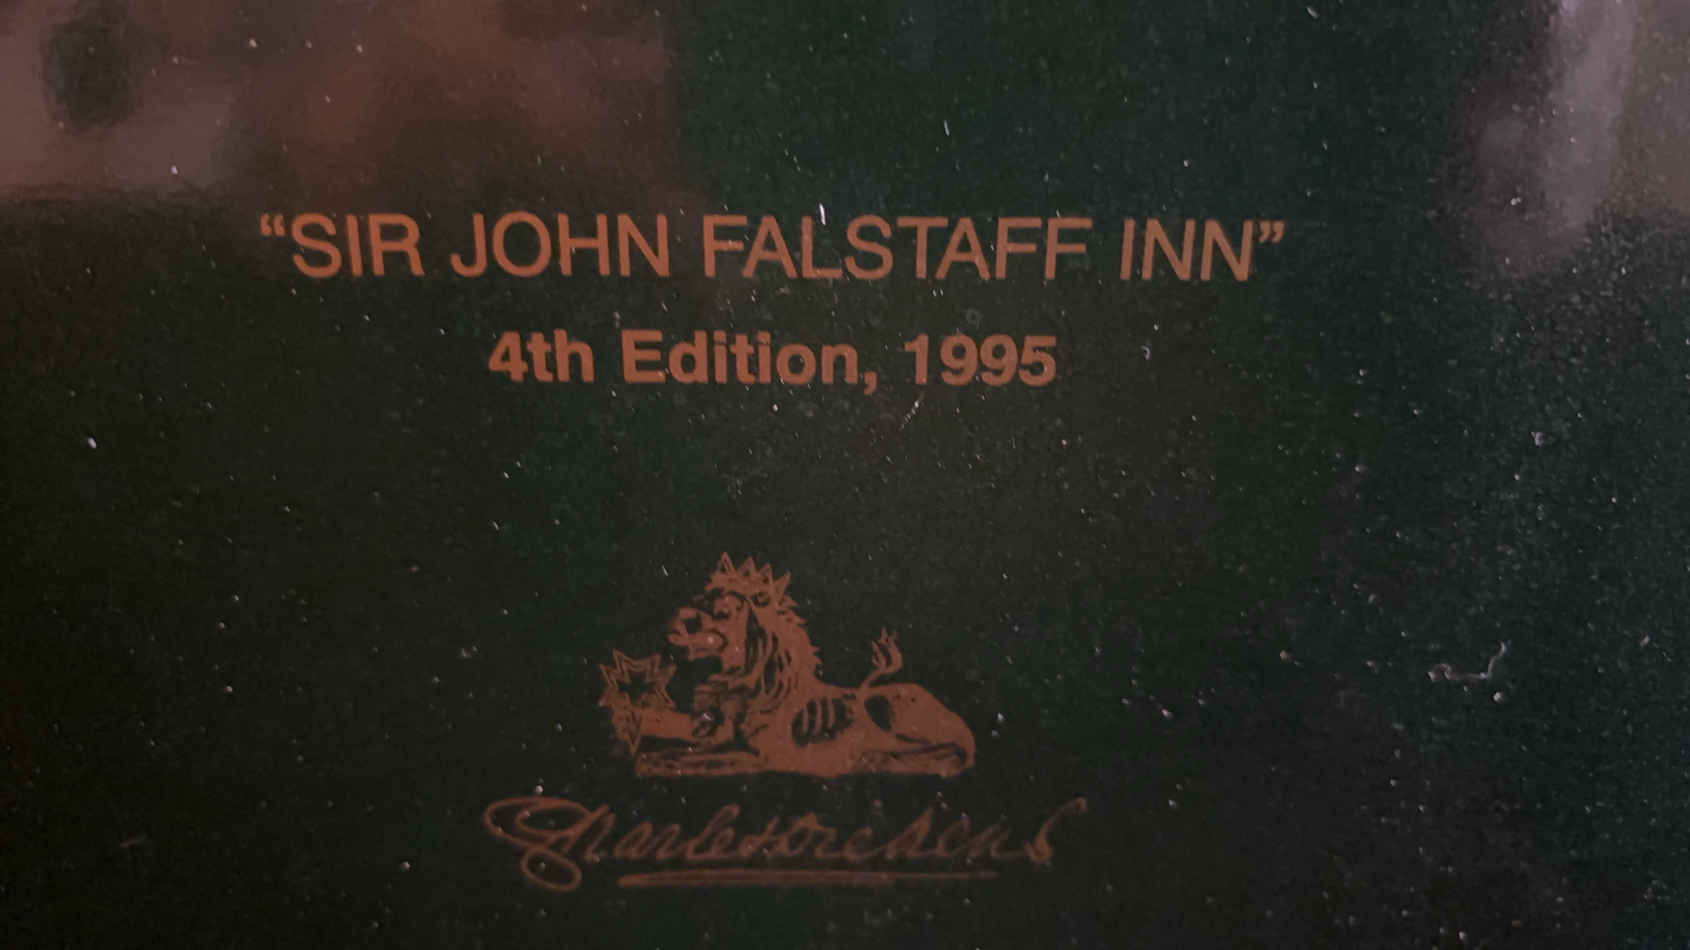 “SIR JOHN FALSTAFF INN”
4th Edition, 1995
Charles Dickens